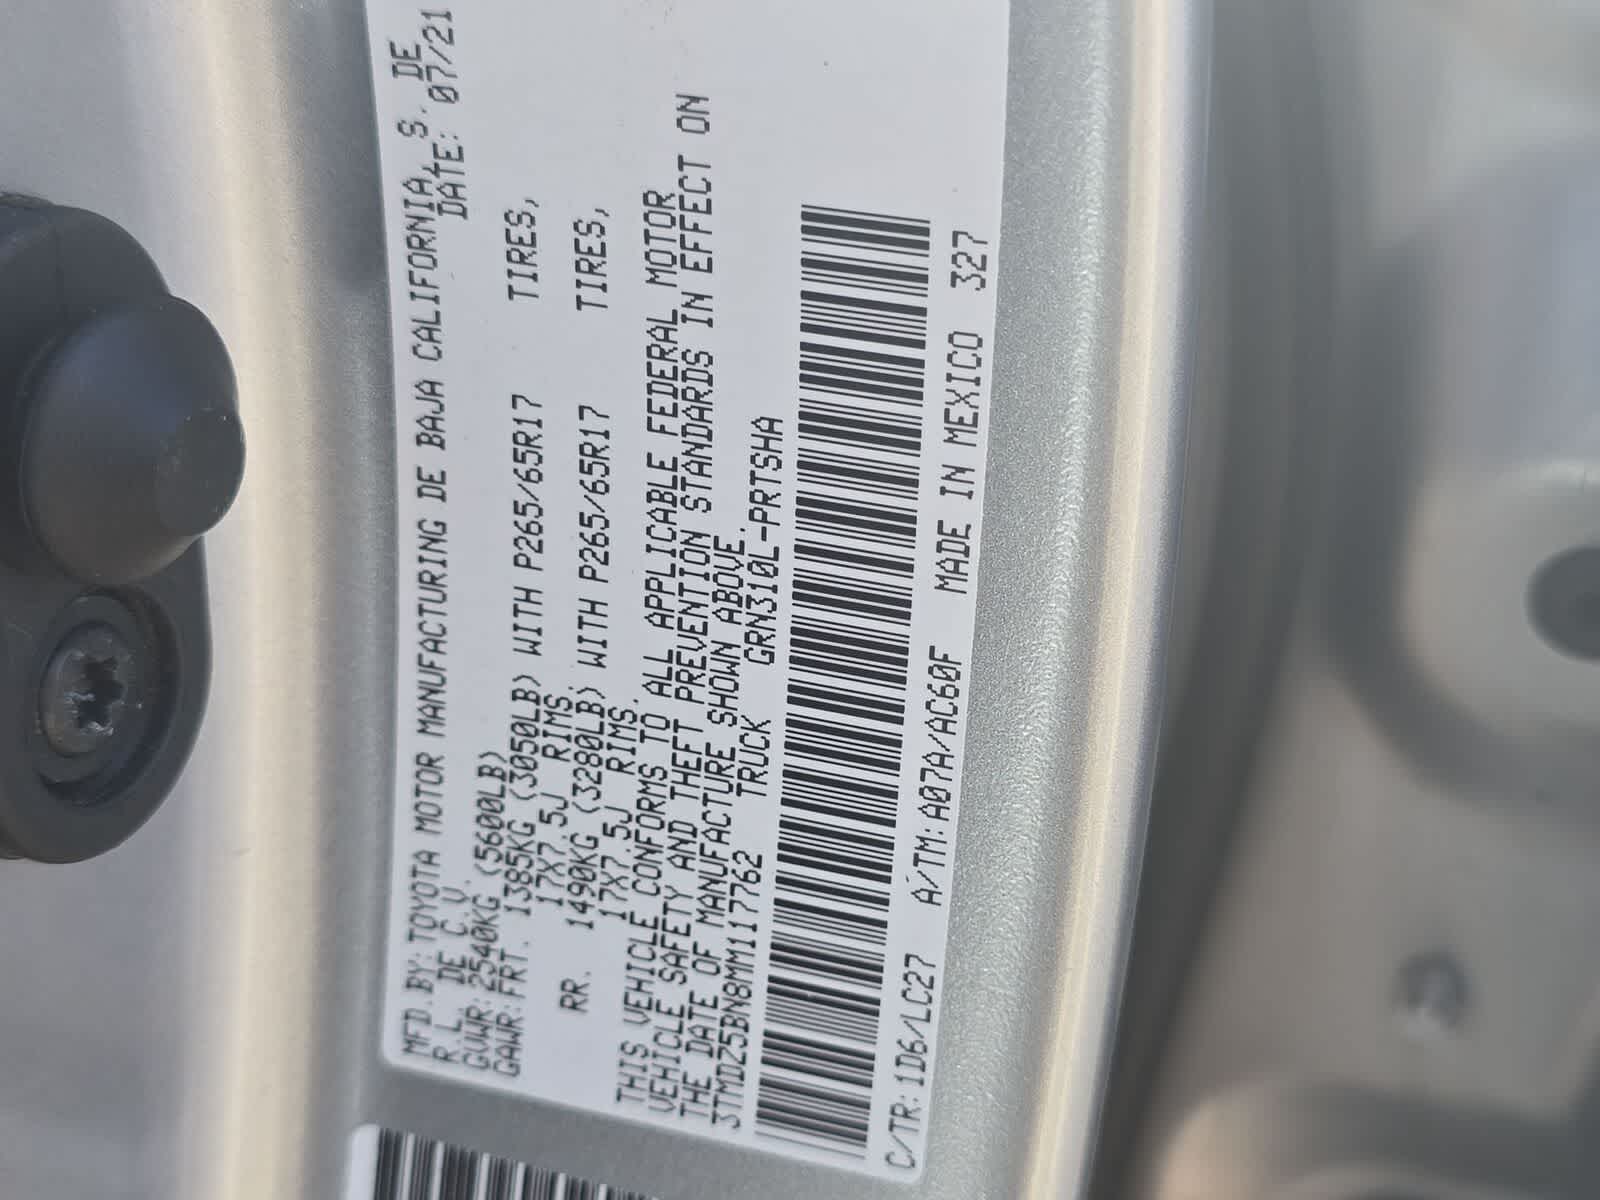 MFD.BY:TOYOTA MOTOR MANUFACTURING DE BAJA CALIFORNIA, S. DE
R.L. DE C.V. DATE: 07/21
GVWR:2540KG (5600LB)
GAWR:FRT. 1385KG (3050LB) WITH P265/65R17 TIRES,
17X7.5J RIMS.
RR. 1490KG (3280LB) WITH P265/65R17 TIRES,
17X7.5J RIMS.
THIS VEHICLE CONFORMS TO ALL APPLICABLE FEDERAL MOTOR
VEHICLE SAFETY AND THEFT PREVENTION STANDARDS IN EFFECT ON
THE DATE OF MANUFACTURE SHOWN ABOVE.
3TMDZ5BN8MM117762 TRUCK GRN310L-PRTSHA
C/TR:1D6/LC27 A/TM:A07A/AC60F MADE IN MEXICO 327